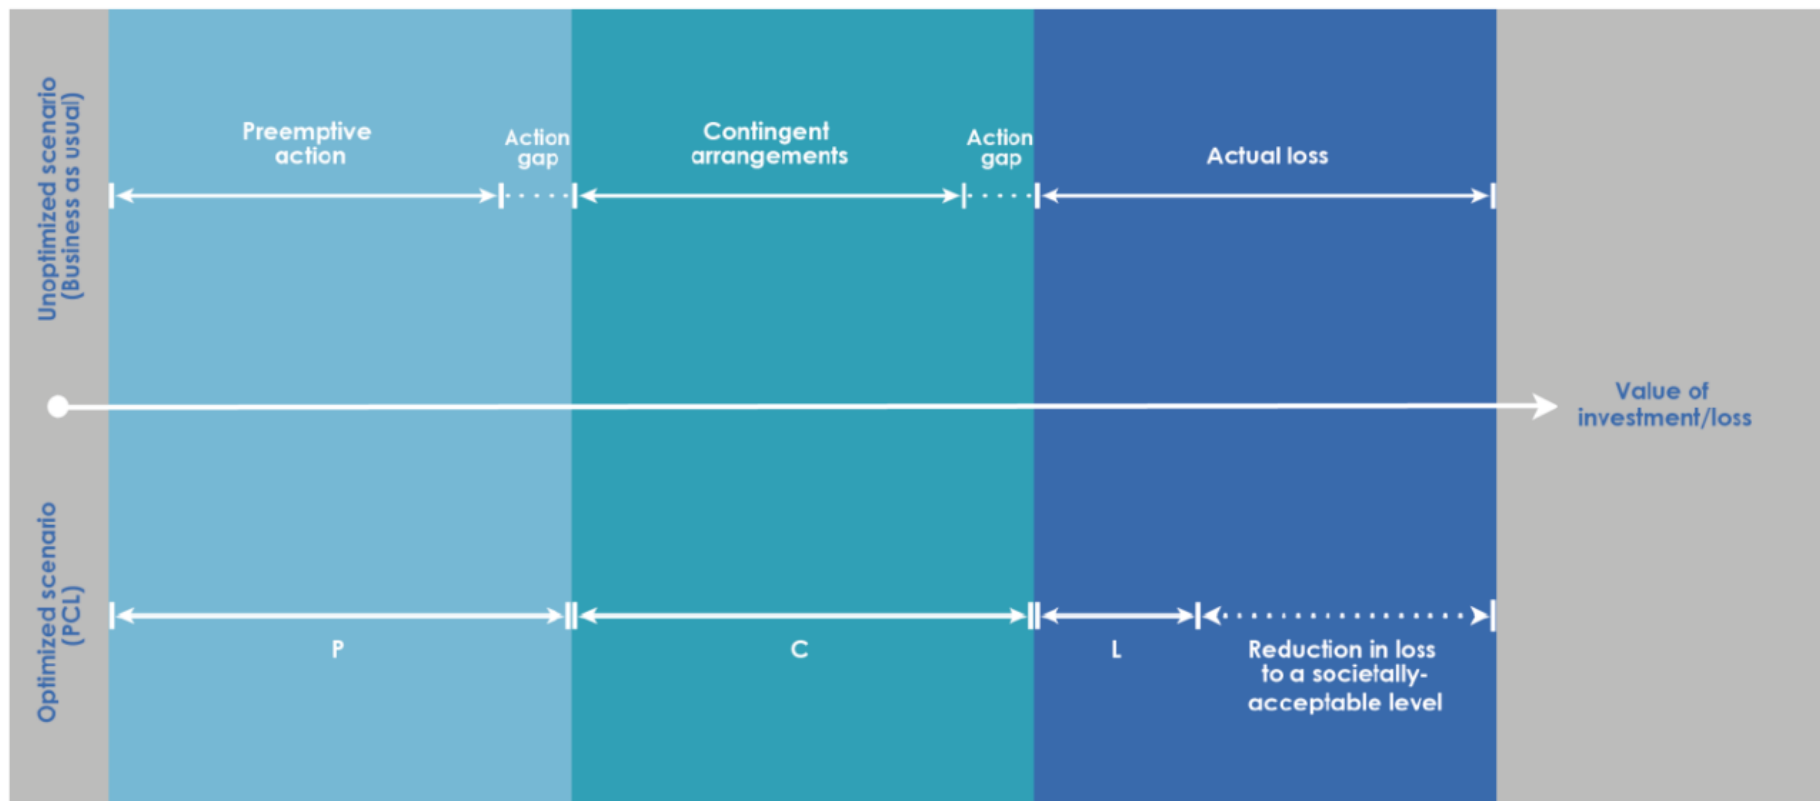 Unoptimized scenario
(Business as usual)
Preemptive
action
Action
gap
Contingent
arrangements
Action
gap
Actual loss
Value of
investment/loss
Optimized scenario
(PCL)
P
C
L
Reduction in loss
to a societally-
acceptable level